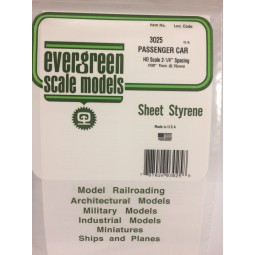 Item No. Loc. Code
3025
PASSENGER CAR
HO Scale 2-1/4" Spacing
evergreen
scale models
Sheet Styrene
Made in U.S.A.
Model Railroading
Architectural Models
Military Models
Industrial Models
Miniatures
Ships and Planes